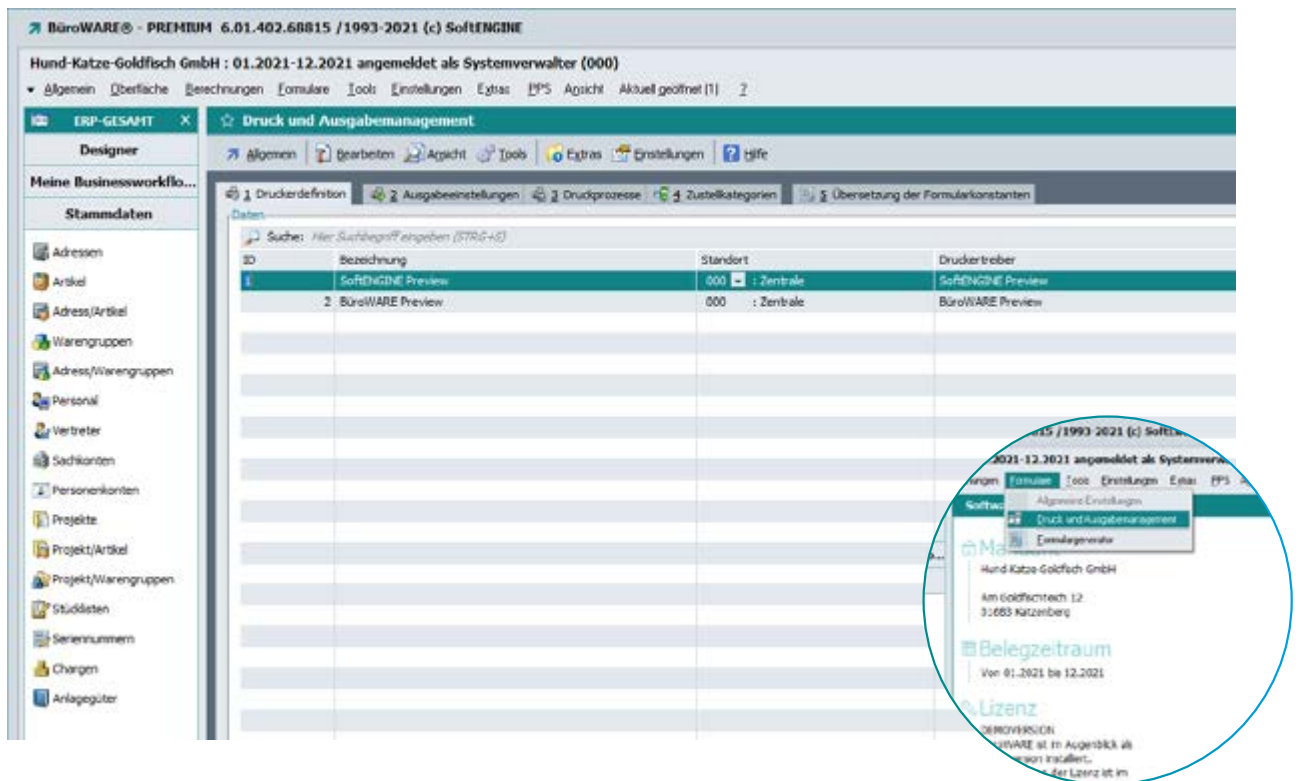 BüroWARE® - PREMIUM 6.01.402.68815 /1993-2021 (c) SoftENGINE
Hund-Katze-Goldfisch GmbH : 01.2021-12.2021 angemeldet als Systemverwalter (000)
Allgemein Oberfläche Berechnungen Formulare Tools Einstellungen Extras PPS Ansicht Aktuell geöffnet (1) ?
ERP-GESAMT X
Druck und Ausgabemanagement
Designer
Allgemein Bearbeiten Ansicht Tools Extras Einstellungen Hilfe
Meine Businessworkflo...
1 Druckerdefinition 2 Ausgabeeinstellungen 3 Druckprozesse 4 Zustellkategorien 5 Übersetzung der Formularkonstanten
Stammdaten
Daten
Suche: Hier Suchbegriff eingeben (STRG+S)
ID Bezeichnung Standort Druckertreiber
1 SoftENGINE Preview 000 : Zentrale SoftENGINE Preview
2 BüroWARE Preview 000 : Zentrale BüroWARE Preview
Adressen
Artikel
Adress/Artikel
Warengruppen
Adress/Warengruppen
Personal
Vertreter
Sachkonten
Personenkonten
Projekte
Projekt/Artikel
Projekt/Warengruppen
Stücklisten
Seriennummern
Chargen
Anlagegüter
/1993-2021 (c)
2021-12.2021 angemeldet als
Formulare Tools Einstellungen Extras PPS
Allgemeine Einstellungen
Druck und Ausgabemanagement
Formulargenerator
Hund-Katze-Goldfisch GmbH
Am Goldfischteich 12
31683 Katzenberg
Belegzeitraum
Von 01.2021 bis 12.2021
Lizenz
DEMOVERSION
ist im Augenblick als
installiert.
der Lizenz ist im